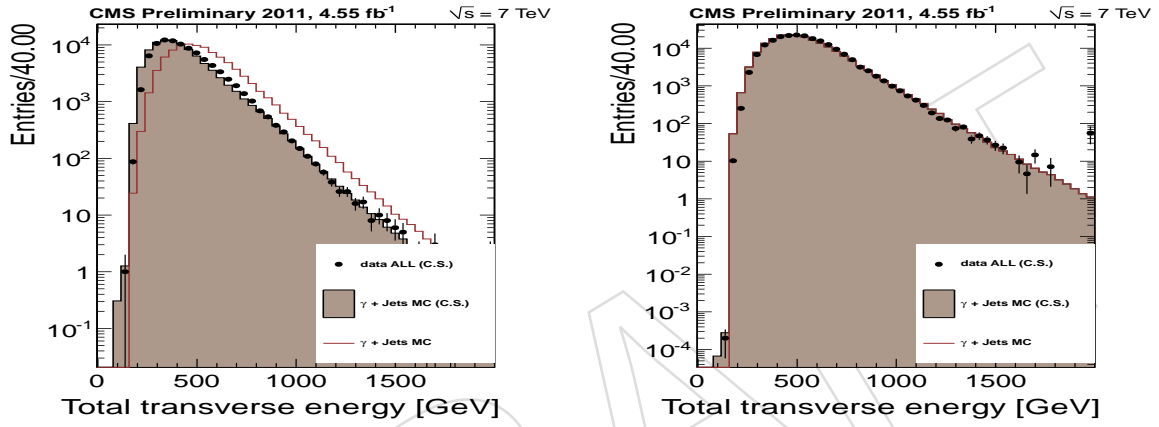 CMS Preliminary 2011, 4.55 fb⁻¹ √s = 7 TeV
Entries/40.00
10⁴
10³
10²
10
1
10⁻¹
data ALL (C.S.)
γ + Jets MC (C.S.)
γ + Jets MC
0 500 1000 1500
Total transverse energy [GeV]
CMS Preliminary 2011, 4.55 fb⁻¹ √s = 7 TeV
Entries/40.00
10⁴
10³
10²
10
1
10⁻¹
10⁻²
10⁻³
10⁻⁴
data ALL (C.S.)
γ + Jets MC (C.S.)
γ + Jets MC
0 500 1000 1500
Total transverse energy [GeV]